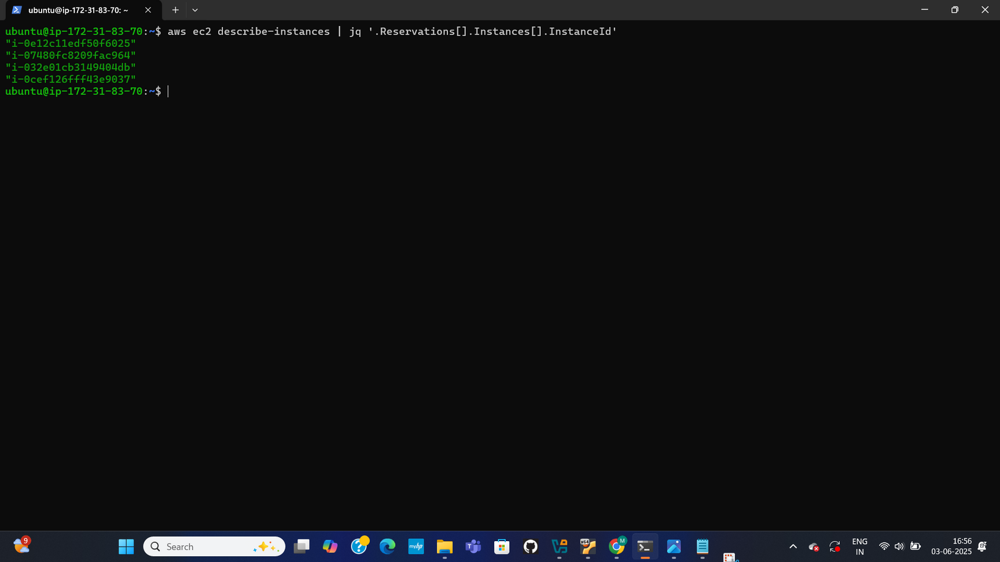 ubuntu@ip-172-31-83-70: ~
ubuntu@ip-172-31-83-70:~$ aws ec2 describe-instances | jq '.Reservations[].Instances[].InstanceId'
"i-0e12c11edf50f6025"
"i-07480fc8209fac964"
"i-032e01cb3149404db"
"i-0cef126fff43e9037"
ubuntu@ip-172-31-83-70:~$
9
Search
myhp
T
X64
M
ENG
IN
16:56
03-06-2025